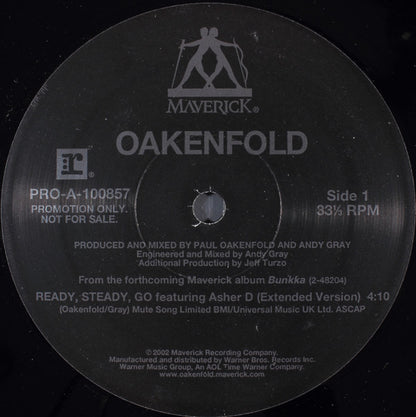 MAVERICK®
OAKENFOLD
r®
PRO-A-100857
PROMOTION ONLY.
NOT FOR SALE.
Side 1
33⅓ RPM
PRODUCED AND MIXED BY PAUL OAKENFOLD AND ANDY GRAY
Engineered and Mixed by Andy Gray
Additional Production by Jeff Turzo
From the forthcoming Maverick album Bunkka (2-48204)
READY, STEADY, GO featuring Asher D (Extended Version) 4:10
(Oakenfold/Gray) Mute Song Limited BMI/Universal Music UK Ltd. ASCAP
©2002 Maverick Recording Company.
Manufactured and distributed by Warner Bros. Records Inc.
Warner Music Group, An AOL Time Warner Company.
www.oakenfold.maverick.com